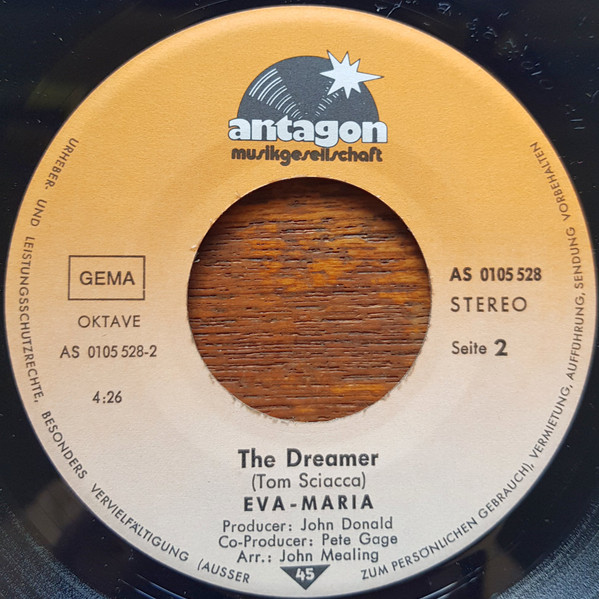 antagon
musikgesellschaft
GEMA
OKTAVE
AS 0105 528-2
4:26
AS 0105 528
STEREO
Seite 2
The Dreamer
(Tom Sciacca)
EVA-MARIA
Producer: John Donald
Co-Producer: Pete Gage
Arr.: John Mealing
45
URHEBER- UND LEISTUNGSSCHUTZRECHTE, BESONDERS VERVIELFÄLTIGUNG (AUSSER ZUM PERSÖNLICHEN GEBRAUCH), VERMIETUNG, AUFFÜHRUNG, SENDUNG VORBEHALTEN